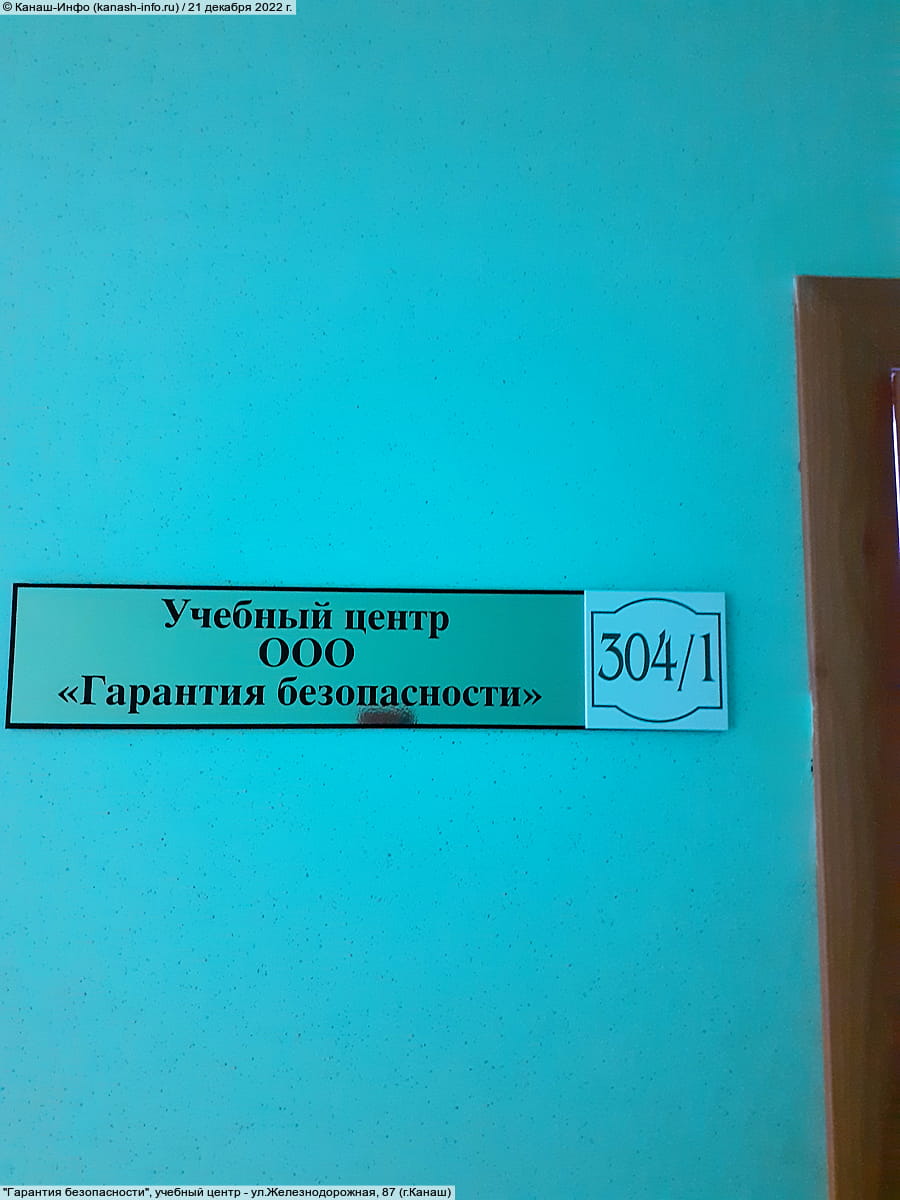 © Канаш-Инфо (kanash-info.ru) / 21 декабря 2022 г.
Учебный центр
ООО
«Гарантия безопасности»
304/1
"Гарантия безопасности", учебный центр - ул.Железнодорожная, 87 (г.Канаш)